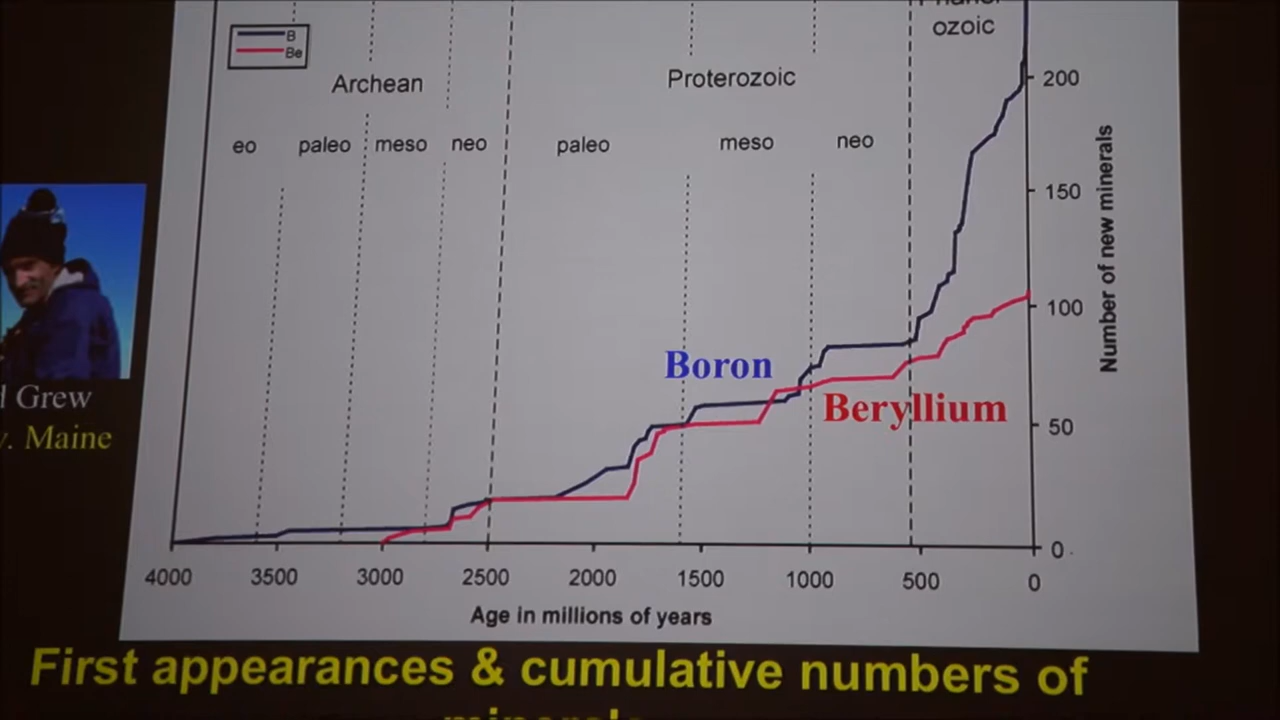 B
Be
ozoic
Archean
Proterozoic
eo
paleo
meso
neo
paleo
meso
neo
200
150
100
50
0
Number of new minerals
Boron
Beryllium
Grew
Maine
4000
3500
3000
2500
2000
1500
1000
500
0
Age in millions of years
First appearances & cumulative numbers of